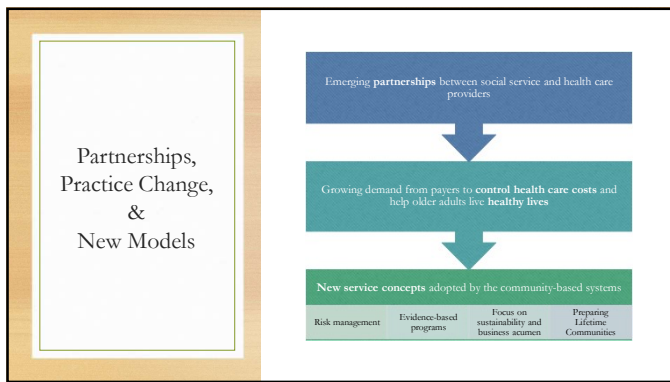 Partnerships,
Practice Change,
&
New Models
Emerging partnerships between social service and health care
providers
Growing demand from payers to control health care costs and
help older adults live healthy lives
New service concepts adopted by the community-based systems
Risk management
Evidence-based
programs
Focus on
sustainability and
business acumen
Preparing
Lifetime
Communities